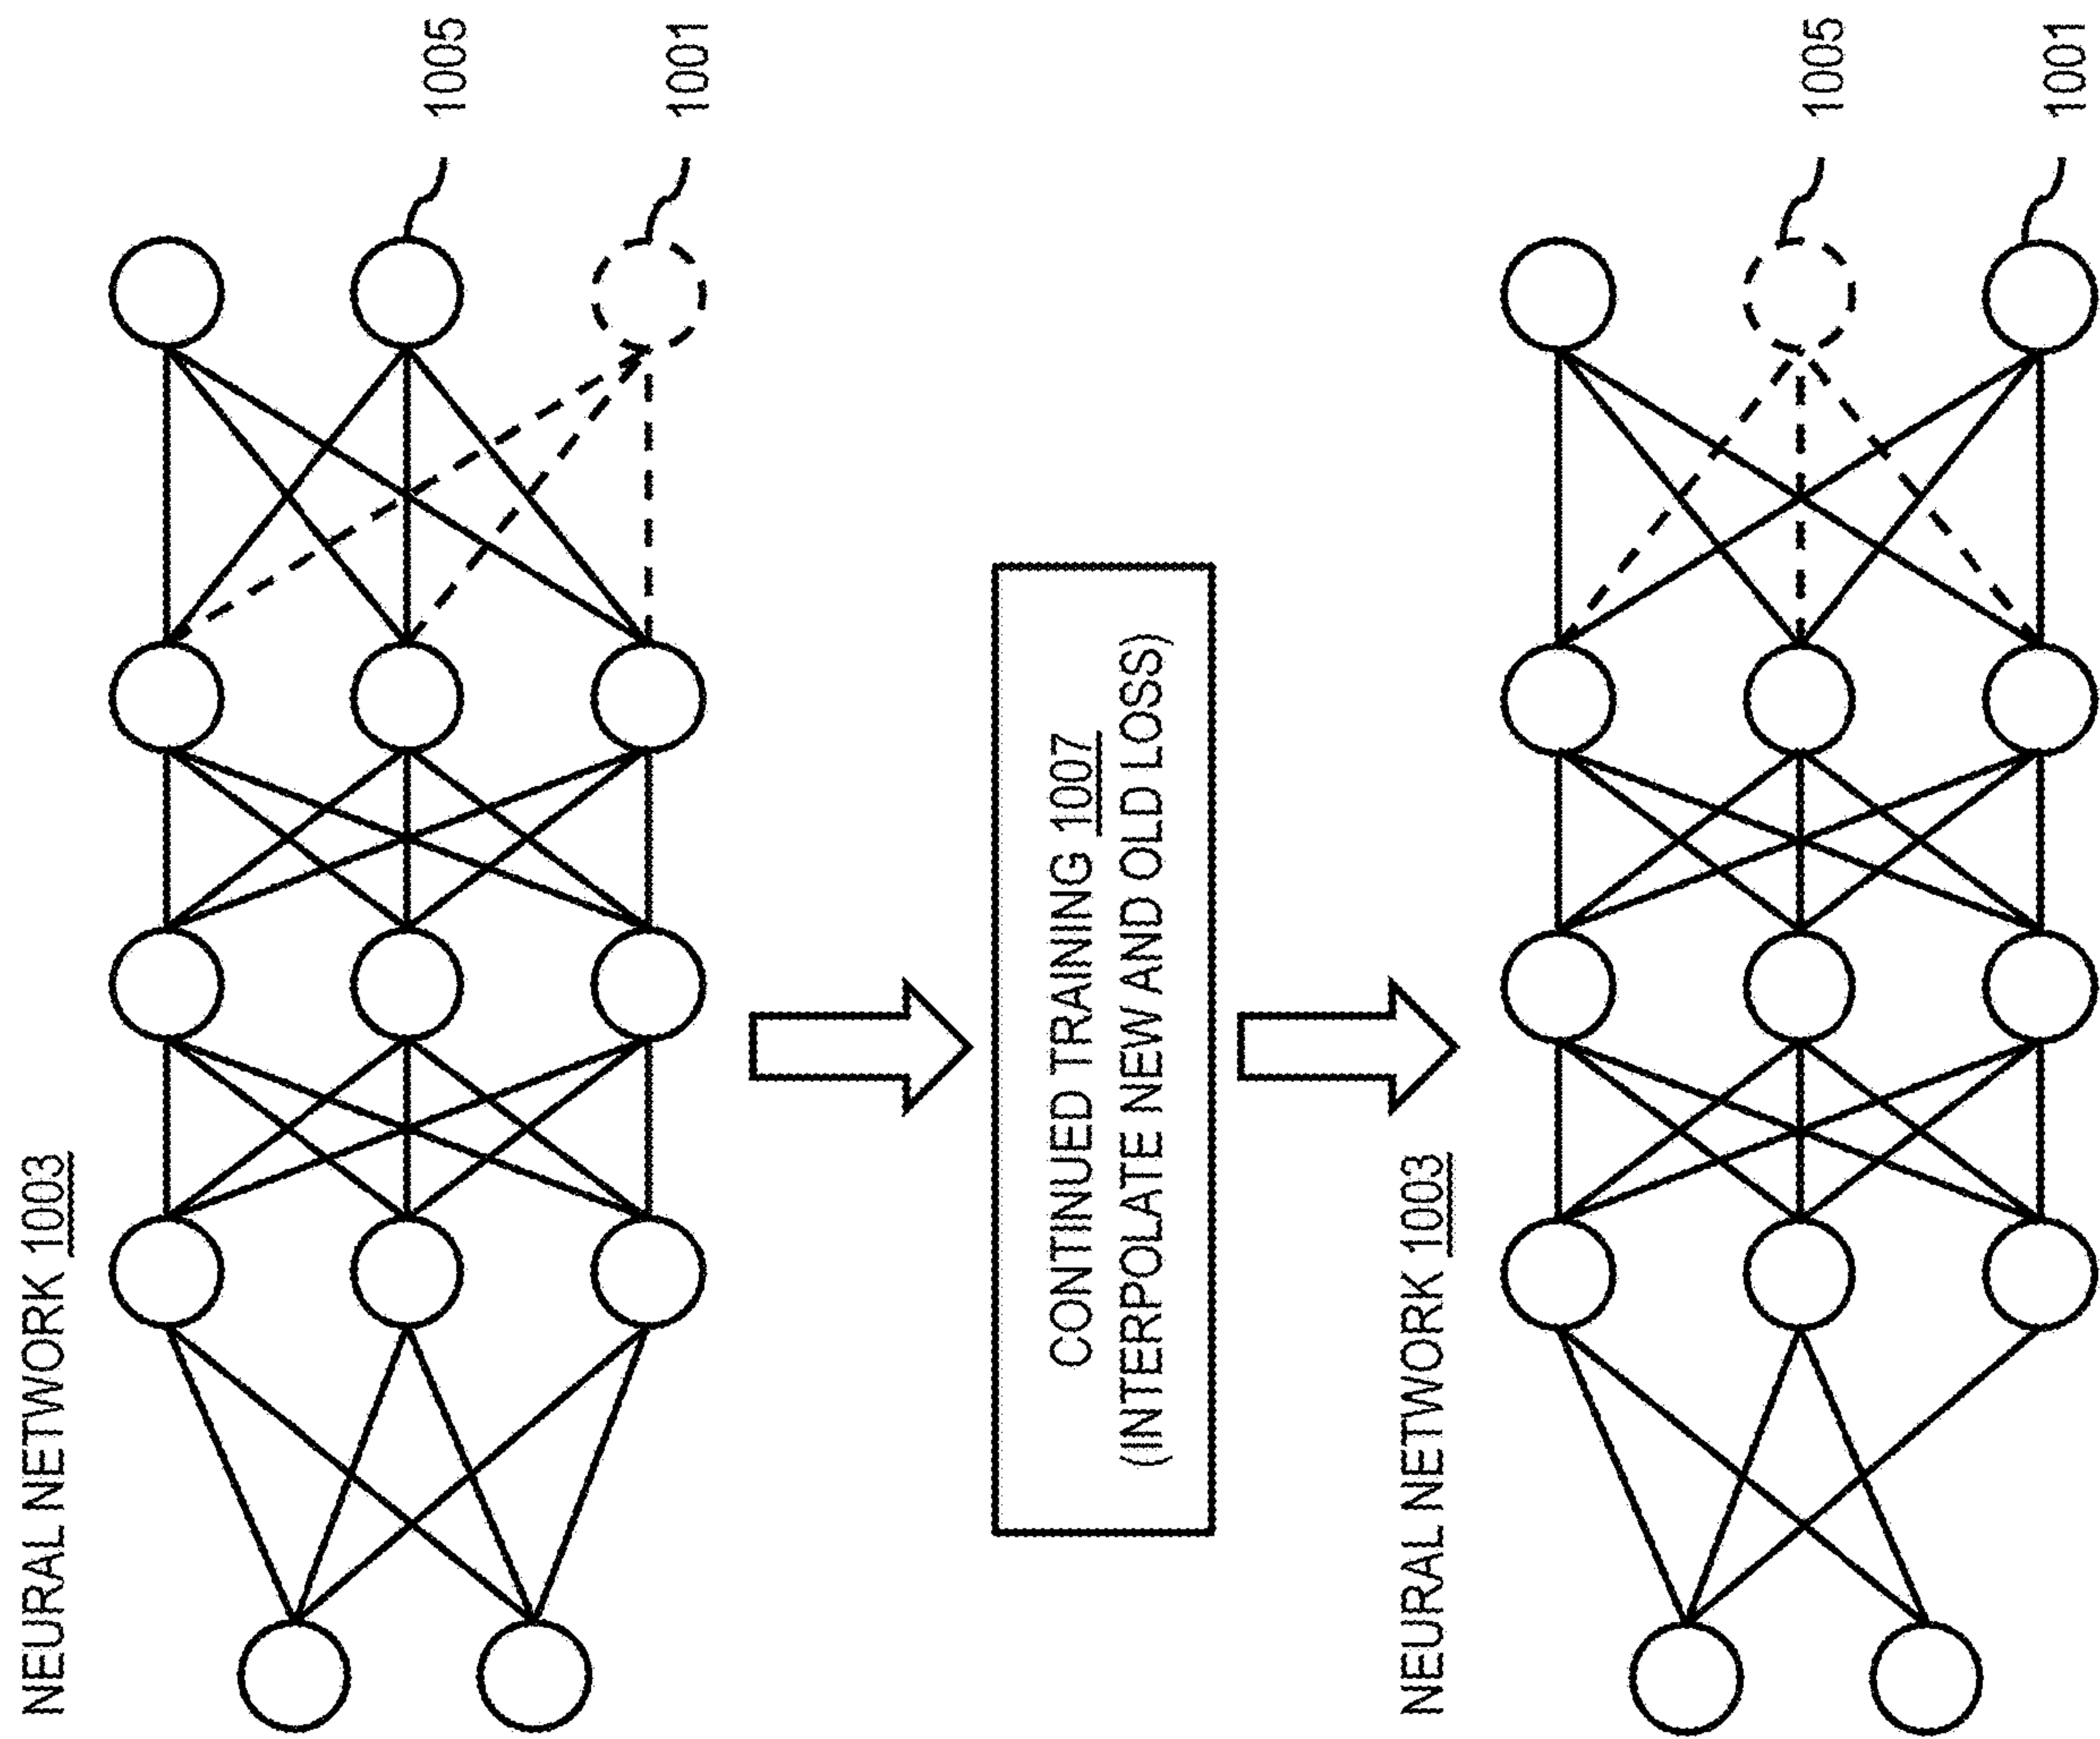 NEURAL NETWORK 1003
1005
1001
CONTINUED TRAINING 1007
(INTERPOLATE NEW AND OLD LOSS)
NEURAL NETWORK 1003
1005
1001